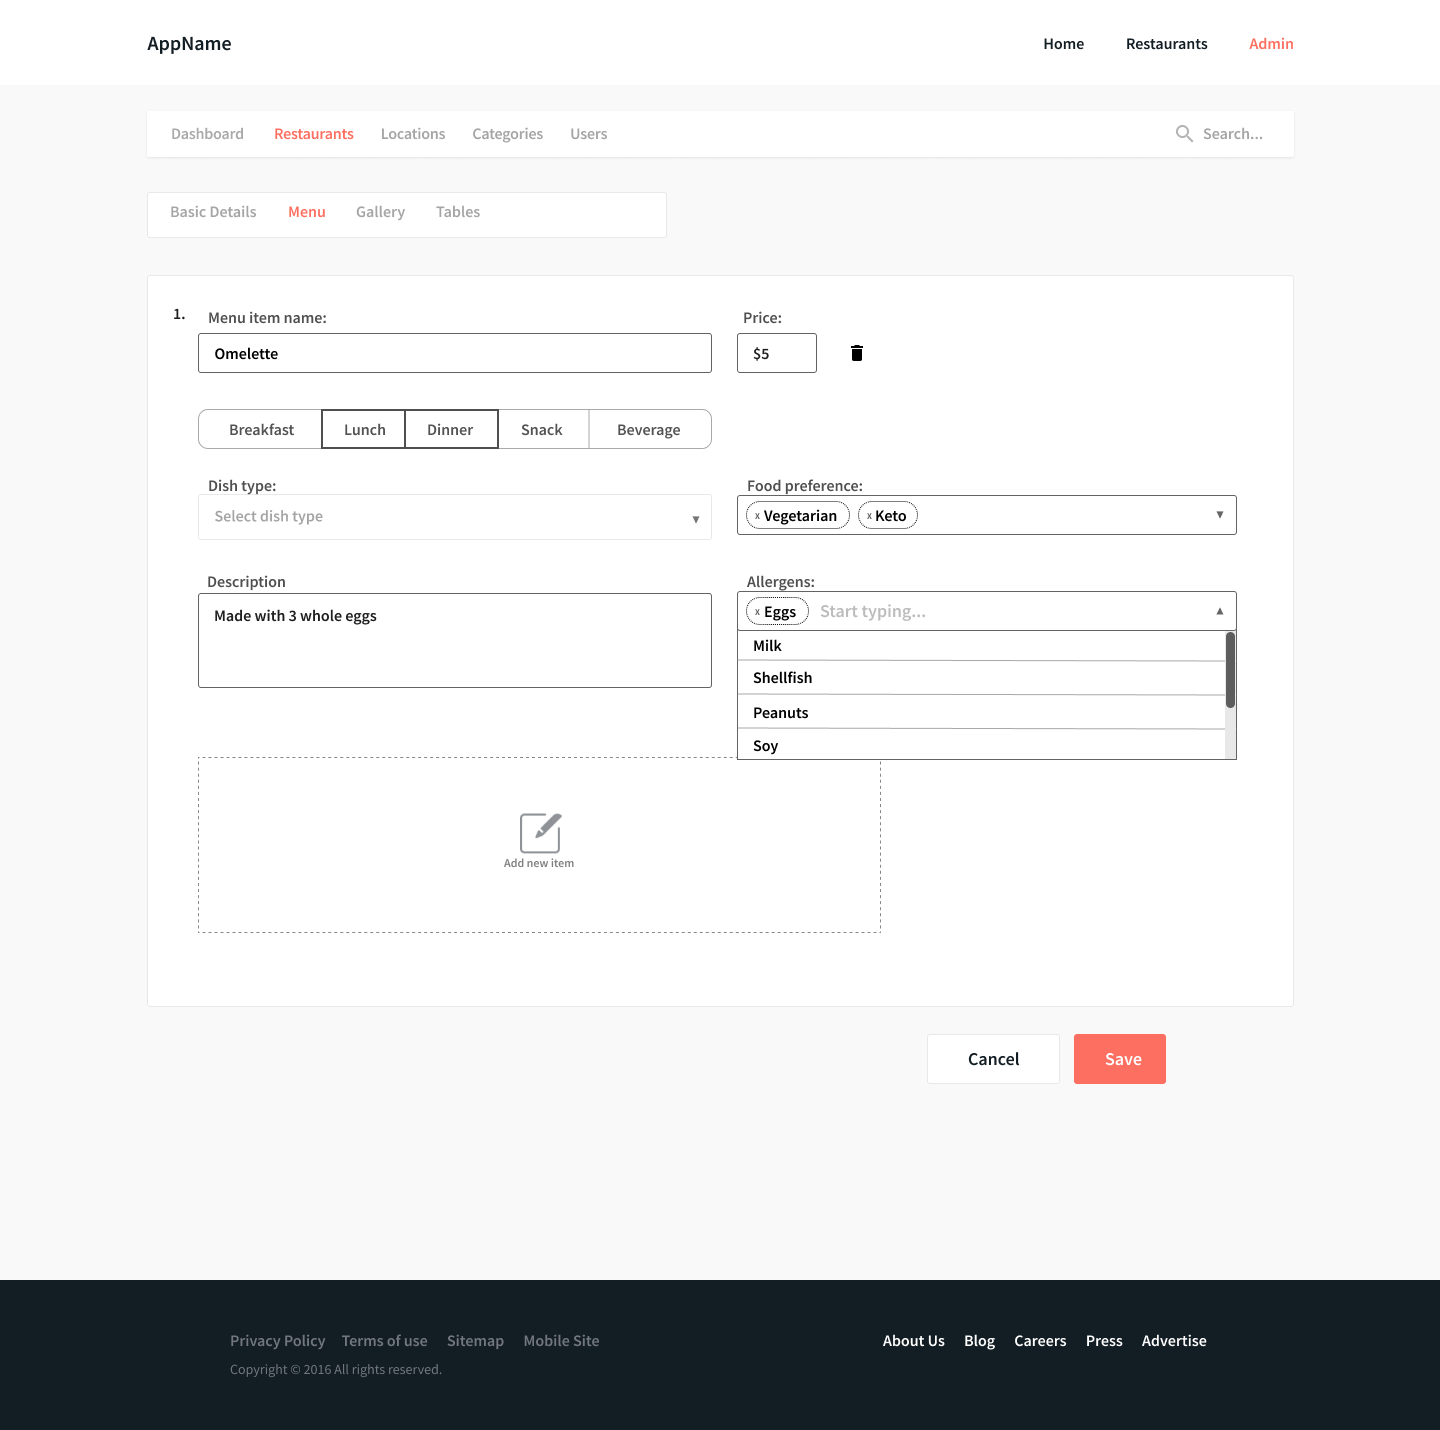 AppName
Home Restaurants Admin
Dashboard Restaurants Locations Categories Users Search...
Basic Details Menu Gallery Tables
1. Menu item name: Price:
Omelette $5
Breakfast Lunch Dinner Snack Beverage
Dish type: Food preference:
Select dish type x Vegetarian x Keto
Description Allergens:
Made with 3 whole eggs x Eggs Start typing...
Milk
Shellfish
Peanuts
Soy
Add new item
Cancel Save
Privacy Policy Terms of use Sitemap Mobile Site About Us Blog Careers Press Advertise
Copyright © 2016 All rights reserved.